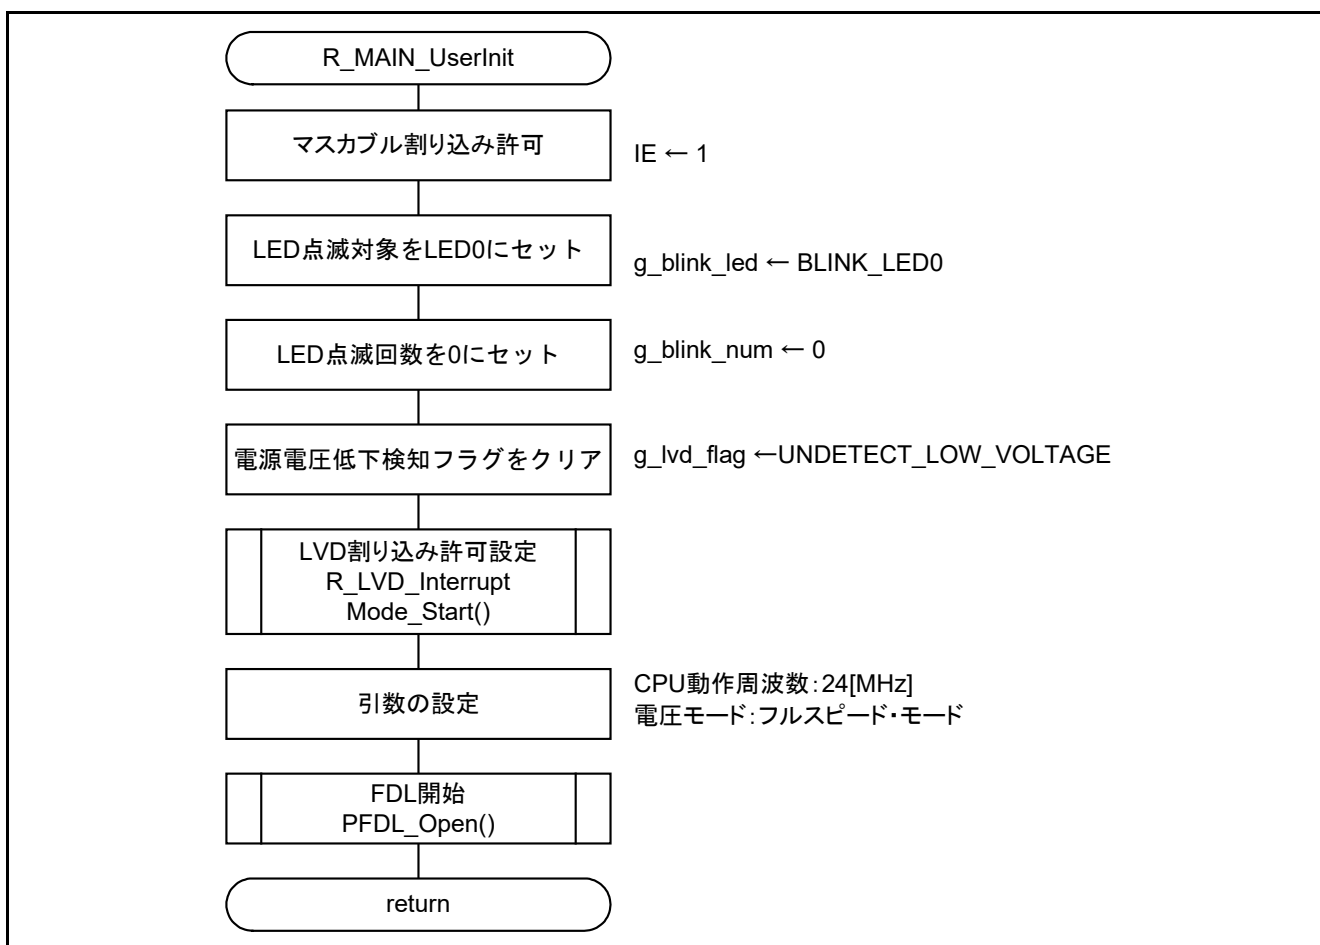 R_MAIN_UserInit
マスカブル割り込み許可
IE ← 1
LED点滅対象をLED0にセット
g_blink_led ← BLINK_LED0
LED点滅回数を0にセット
g_blink_num ← 0
電源電圧低下検知フラグをクリア
g_lvd_flag ←UNDETECT_LOW_VOLTAGE
LVD割り込み許可設定
R_LVD_Interrupt
Mode_Start()
引数の設定
CPU動作周波数：24[MHz]
電圧モード：フルスピード・モード
FDL開始
PFDL_Open()
return